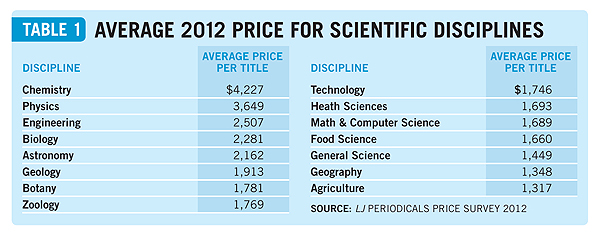 TABLE 1 AVERAGE 2012 PRICE FOR SCIENTIFIC DISCIPLINES
DISCIPLINE AVERAGE PRICE PER TITLE
Chemistry $4,227
Physics 3,649
Engineering 2,507
Biology 2,281
Astronomy 2,162
Geology 1,913
Botany 1,781
Zoology 1,769
DISCIPLINE AVERAGE PRICE PER TITLE
Technology $1,746
Heath Sciences 1,693
Math & Computer Science 1,689
Food Science 1,660
General Science 1,449
Geography 1,348
Agriculture 1,317
SOURCE: LJ PERIODICALS PRICE SURVEY 2012